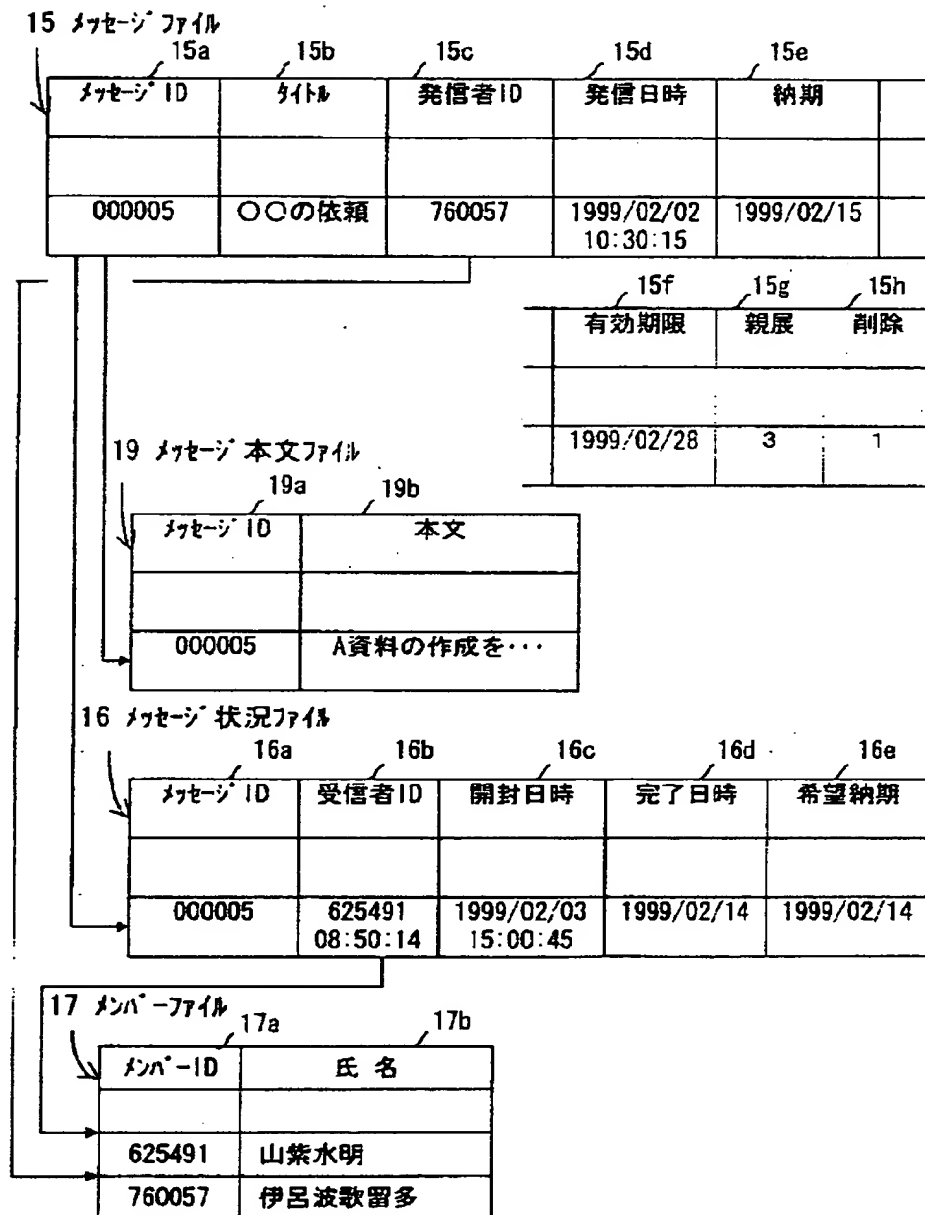 15 メッセージファイル
15a 15b 15c 15d 15e
メッセージID タイトル 発信者ID 発信日時 納期
000005 〇〇の依頼 760057 1999/02/02 1999/02/15
10:30:15
15f 15g 15h
有効期限 親展 削除
1999/02/28 3 1
19 メッセージ本文ファイル
19a 19b
メッセージID 本文
000005 A資料の作成を・・・
16 メッセージ状況ファイル
16a 16b 16c 16d 16e
メッセージID 受信者ID 開封日時 完了日時 希望納期
000005 625491 1999/02/03 1999/02/14 1999/02/14
08:50:14 15:00:45
17 メンバーファイル
17a 17b
メンバーID 氏名
625491 山紫水明
760057 伊呂波歌留多